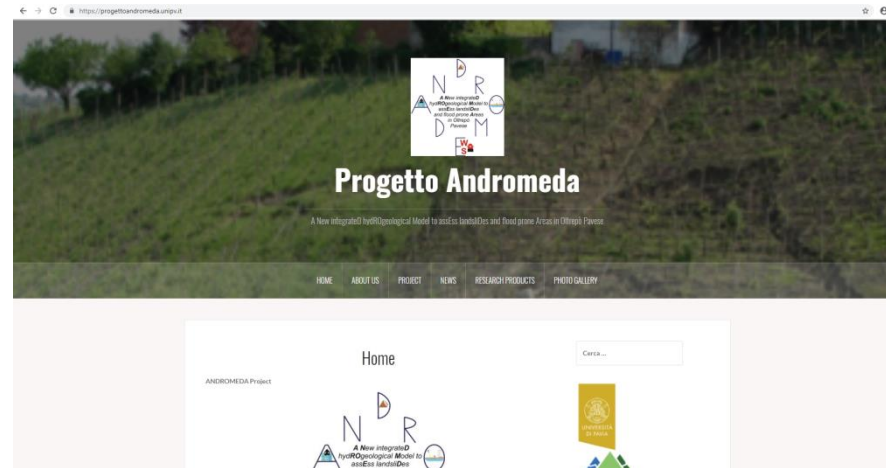 https://progettoandromeda.unipv.it
N D R
A New integrateD
hydROgeological Model to
assEss landsliDes
and flood prone Areas
in Oltrepò
Pavese
D M
EWS
Progetto Andromeda
A New integrateD hydROgeological Model to assEss landsliDes and flood prone Areas in Oltrepò Pavese
HOME ABOUT US PROJECT NEWS RESEARCH PRODUCTS PHOTO GALLERY
Home
Cerca ...
ANDROMEDA Project
UNIVERSITÀ
DI PAVIA
N D R
A New integrateD
hydROgeological Model to
assEss landsliDes